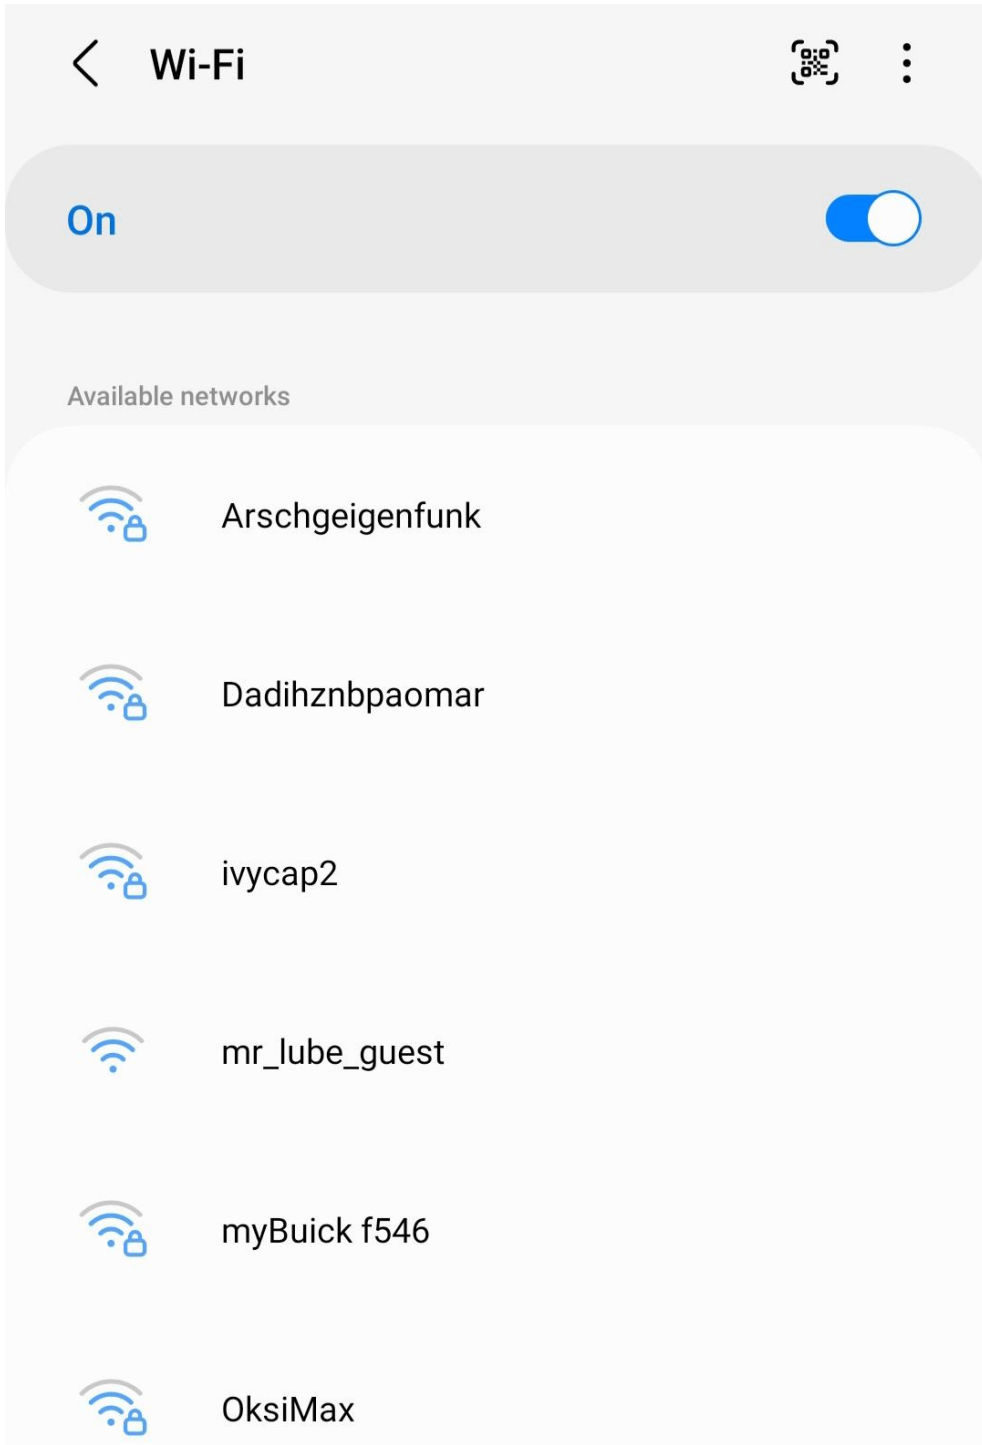 Wi-Fi
On
Available networks
Arschgeigenfunk
Dadihznbpaomar
ivycap2
mr_lube_guest
myBuick f546
OksiMax